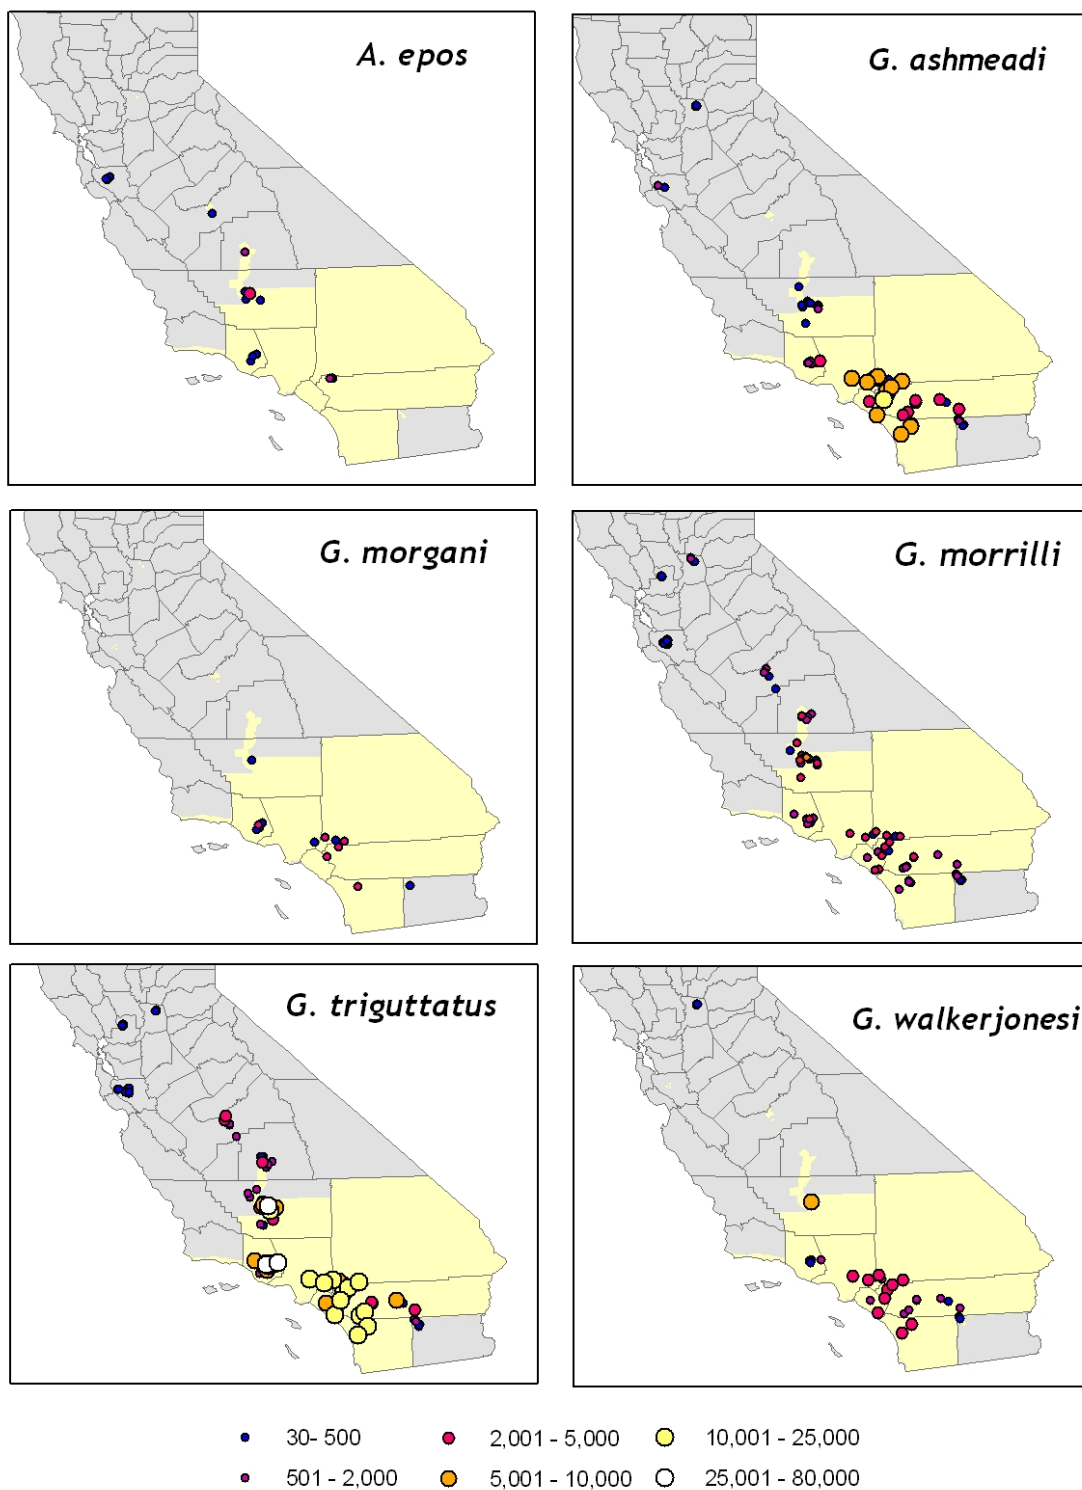 A. epos
G. ashmeadi
G. morgani
G. morrilli
G. triguttatus
G. walkerjonesi
30- 500
2,001 - 5,000
10,001 - 25,000
501 - 2,000
5,001 - 10,000
25,001 - 80,000